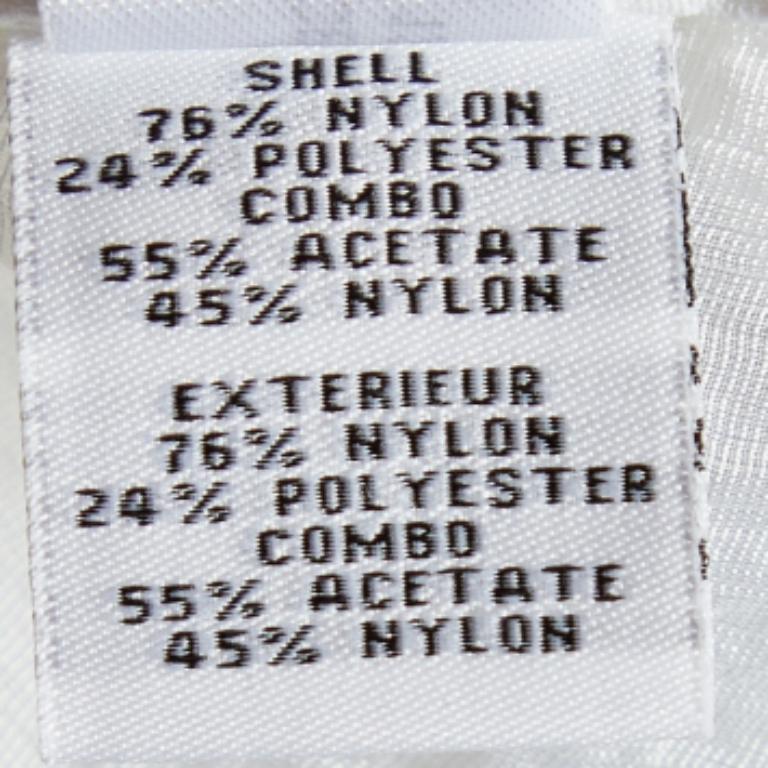 SHELL
76% NYLON
24% POLYESTER
COMBO
55% ACETATE
45% NYLON
EXTERIEUR
76% NYLON
24% POLYESTER
COMBO
55% ACETATE
45% NYLON